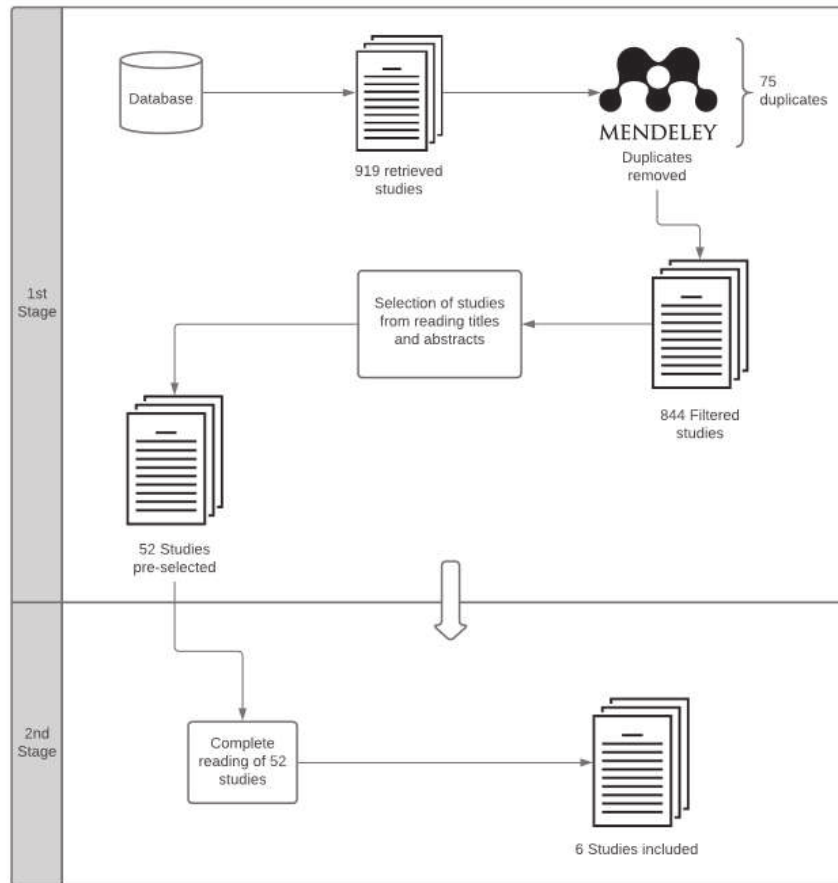 1st
Stage
Database
919 retrieved
studies
MENDELEY
Duplicates
removed
75
duplicates
844 Filtered
studies
Selection of studies
from reading titles
and abstracts
52 Studies
pre-selected
2nd
Stage
Complete
reading of 52
studies
6 Studies included